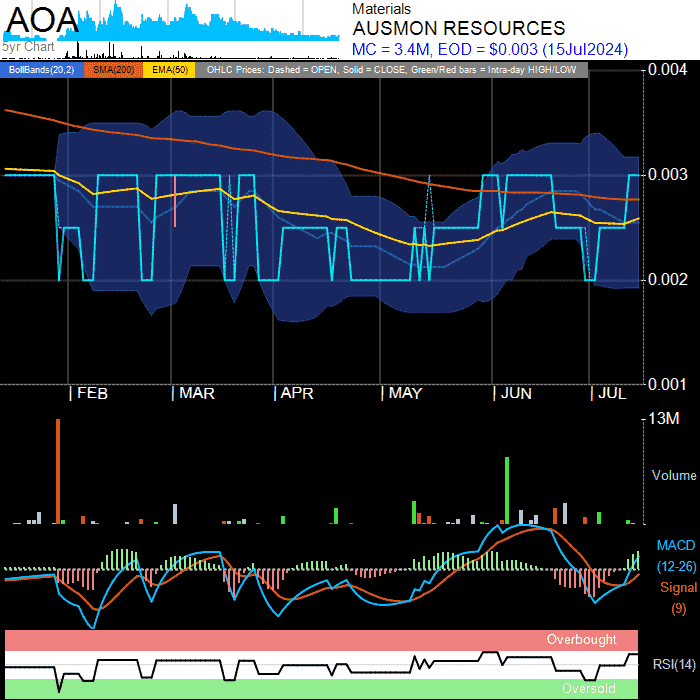 AOA
5yr Chart
Materials
AUSMON RESOURCES
MC = 3.4M, EOD = $0.003 (15Jul2024)
BollBands(20,2) SMA(200) EMA(50) OHLC Prices: Dashed = OPEN, Solid = CLOSE, Green/Red bars = Intra-day HIGH/LOW
0.004
0.003
0.002
0.001
FEB MAR APR MAY JUN JUL
13M
Volume
MACD
(12-26)
Signal
(9)
Overbought
RSI(14)
Oversold